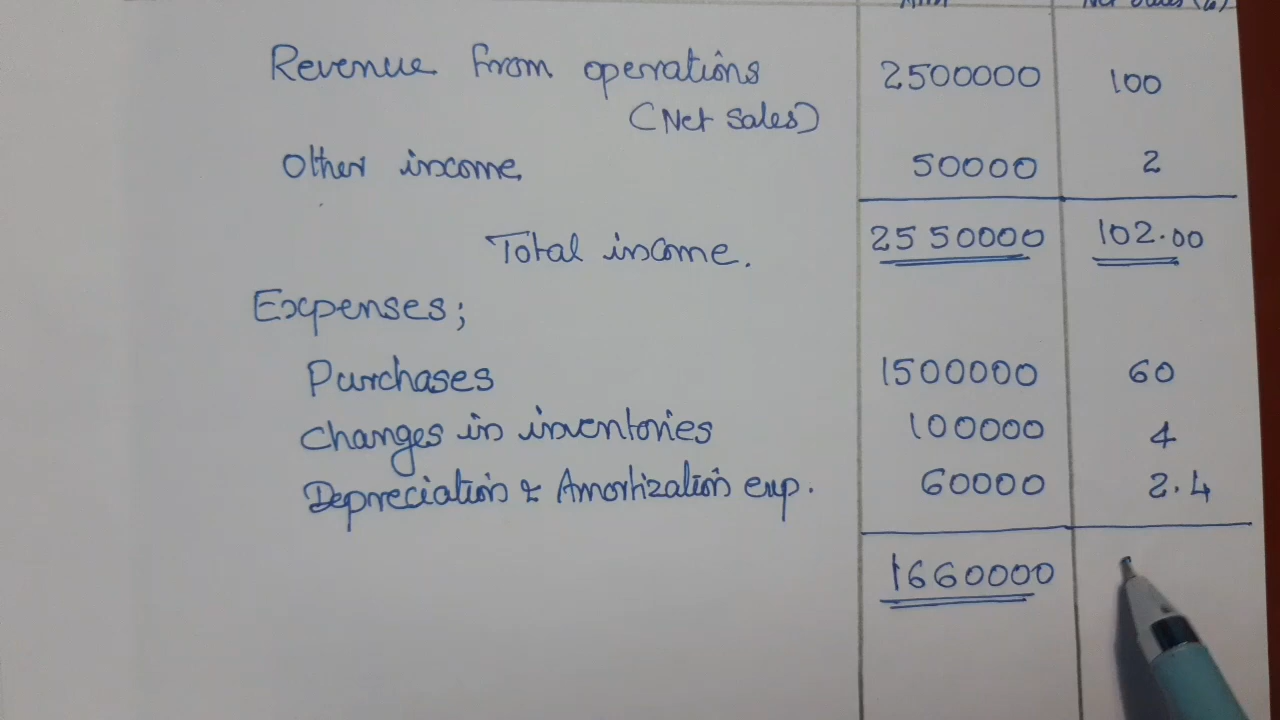 Revenue from operations 2500000 100
(Net Sales)
Other income 50000 2
Total income. 2550000 102.00
Expenses;
Purchases 1500000 60
Changes in inventories 100000 4
Depreciation & Amortization exp. 60000 2.4
1660000